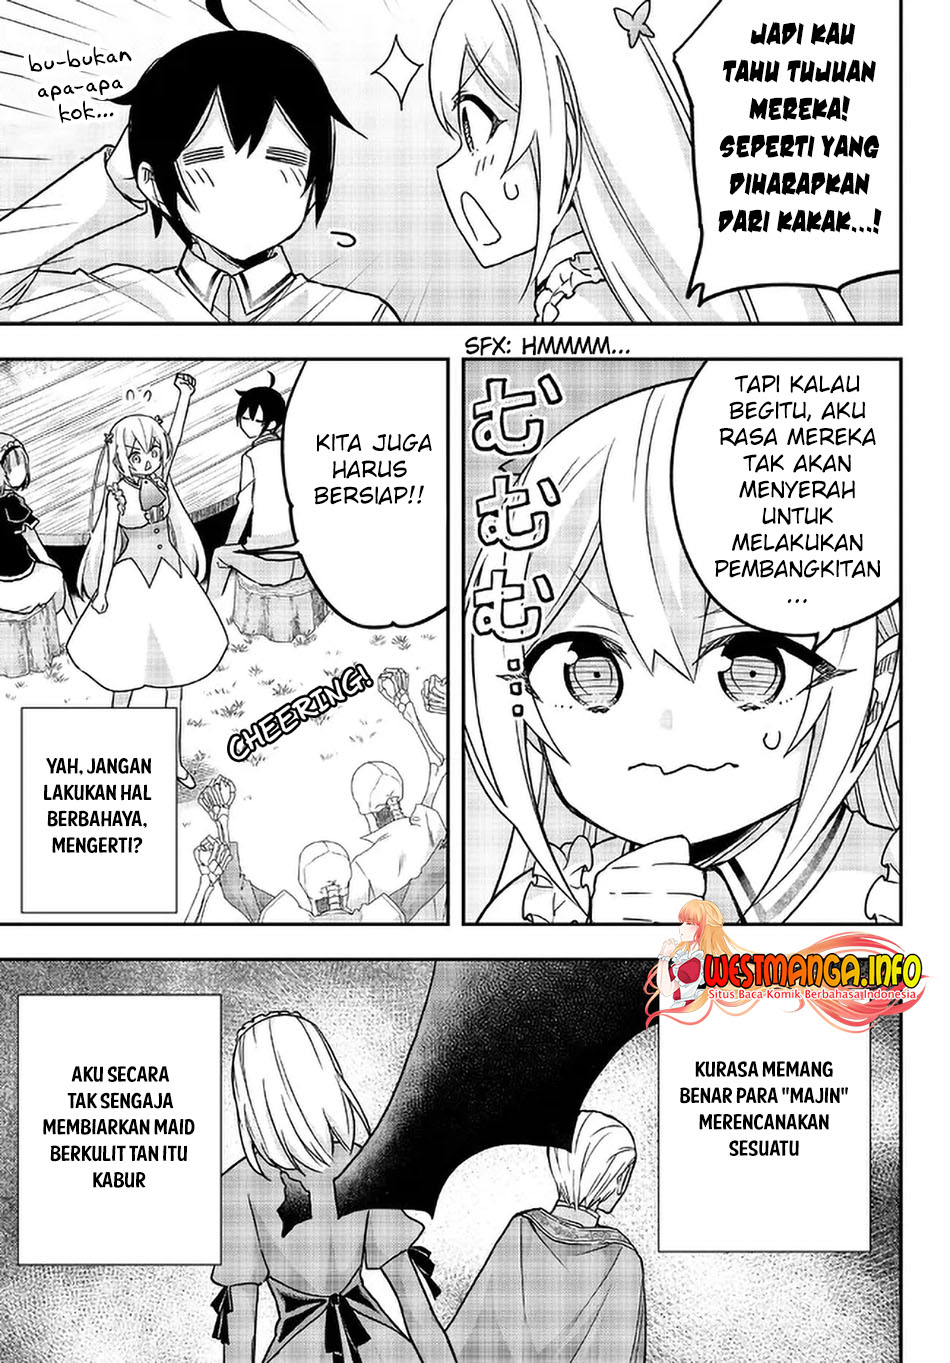 JADI KAU
TAHU TUJUAN
MEREKA!
SEPERTI YANG
DIHARAPKAN
DARI KAKAK...!
bu-bukan
apa-apa
kok...
SFX: HMMMM...
むむむ...
TAPI KALAU
BEGITU, AKU
RASA MEREKA
TAK AKAN
MENYERAH
UNTUK
MELAKUKAN
PEMBANGKITAN
...
KITA JUGA
HARUS
BERSIAP!!
CHEERING!
YAH, JANGAN
LAKUKAN HAL
BERBAHAYA,
MENGERTI?
WESTMANGA.INFO
Situs Baca Komik Berbahasa Indonesia
KURASA MEMANG
BENAR PARA "MAJIN"
MERENCANAKAN
SESUATU
AKU SECARA
TAK SENGAJA
MEMBIARKAN MAID
BERKULIT TAN ITU
KABUR